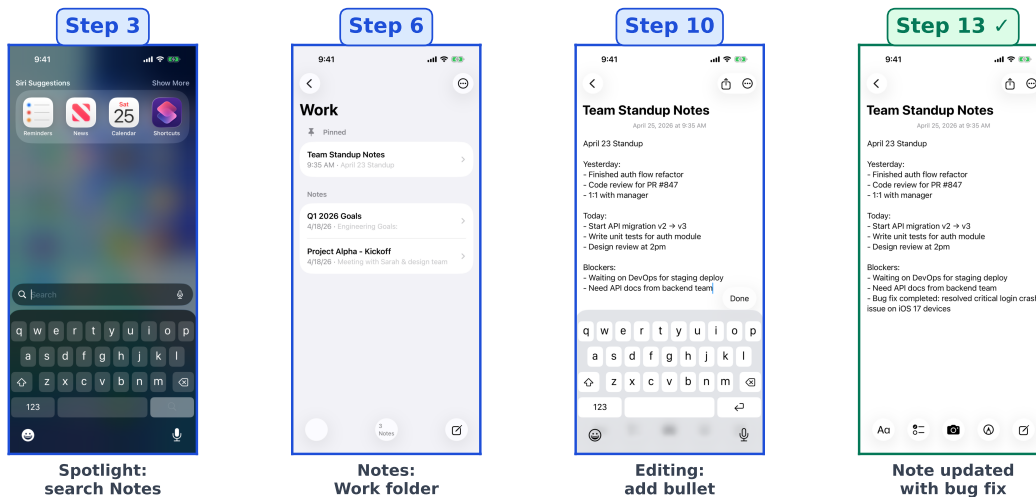 Step 3
9:41
Siri Suggestions
Show More
Sat
25
Reminders
News
Calendar
Shortcuts
Search
q w e r t y u i o p
a s d f g h j k l
z x c v b n m
123
Spotlight:
search Notes
Step 6
9:41
Work
Pinned
Team Standup Notes
9:35 AM · April 23 Standup
Notes
Q1 2026 Goals
4/18/26 · Engineering Goals:
Project Alpha - Kickoff
4/18/26 · Meeting with Sarah & design team
3
Notes
Notes:
Work folder
Step 10
9:41
Team Standup Notes
April 25, 2026 at 9:35 AM
April 23 Standup
Yesterday:
- Finished auth flow refactor
- Code review for PR #847
- 1:1 with manager
Today:
- Start API migration v2 → v3
- Write unit tests for auth module
- Design review at 2pm
Blockers:
- Waiting on DevOps for staging deploy
- Need API docs from backend team
Done
q w e r t y u i o p
a s d f g h j k l
z x c v b n m
123
Editing:
add bullet
Step 13 ✓
9:41
Team Standup Notes
April 25, 2026 at 9:35 AM
April 23 Standup
Yesterday:
- Finished auth flow refactor
- Code review for PR #847
- 1:1 with manager
Today:
- Start API migration v2 → v3
- Write unit tests for auth module
- Design review at 2pm
Blockers:
- Waiting on DevOps for staging deploy
- Need API docs from backend team
- Bug fix completed: resolved critical login crash
issue on iOS 17 devices
Aa
Note updated
with bug fix